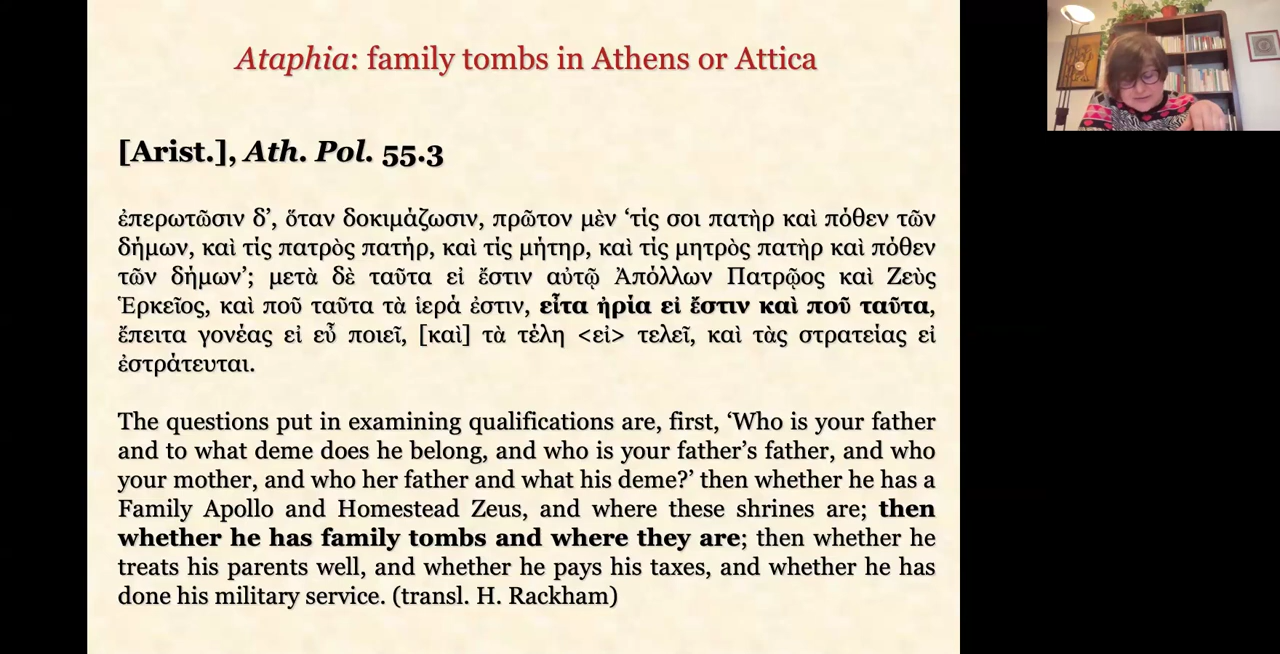 Ataphia: family tombs in Athens or Attica
[Arist.], Ath. Pol. 55.3
ἐπερωτῶσιν δ’, ὅταν δοκιμάζωσιν, πρῶτον μὲν ‘τίς σοι πατὴρ καὶ πόθεν τῶν
δήμων, καὶ τίς πατρὸς πατήρ, καὶ τίς μήτηρ, καὶ τίς μητρὸς πατὴρ καὶ πόθεν
τῶν δήμων’; μετὰ δὲ ταῦτα εἰ ἔστιν αὐτῷ Ἀπόλλων Πατρῷος καὶ Ζεὺς
Ἑρκεῖος, καὶ ποῦ ταῦτα τὰ ἱερά ἐστιν, εἶτα ἠρία εἰ ἔστιν καὶ ποῦ ταῦτα,
ἔπειτα γονέας εἰ εὖ ποιεῖ, [καὶ] τὰ τέλη <εἰ> τελεῖ, καὶ τὰς στρατείας εἰ
ἐστράτευται.
The questions put in examining qualifications are, first, ‘Who is your father
and to what deme does he belong, and who is your father’s father, and who
your mother, and who her father and what his deme?’ then whether he has a
Family Apollo and Homestead Zeus, and where these shrines are; then
whether he has family tombs and where they are; then whether he
treats his parents well, and whether he pays his taxes, and whether he has
done his military service. (transl. H. Rackham)